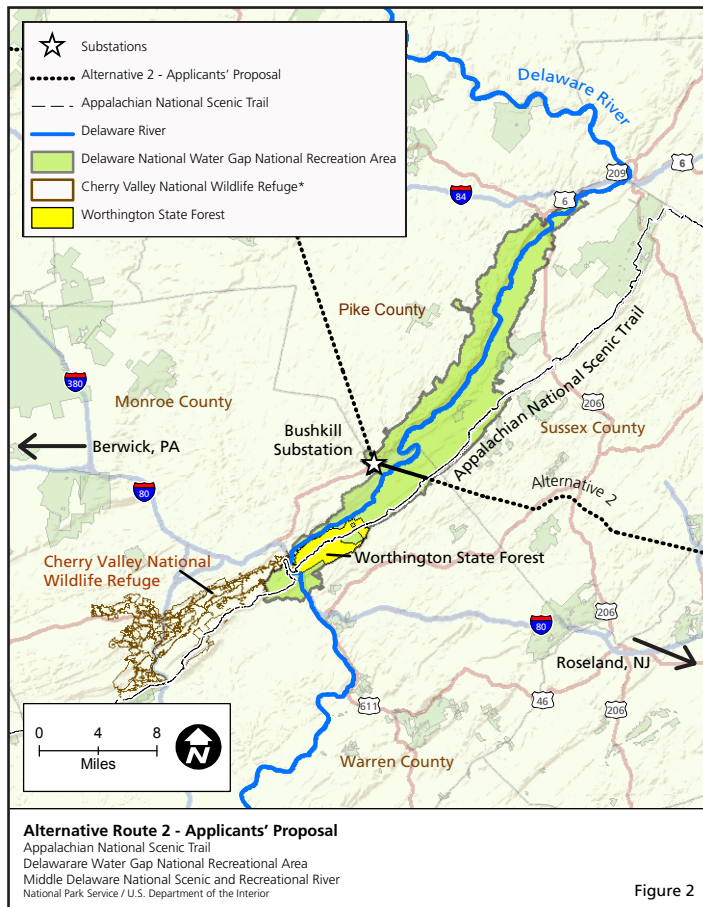 Substations
Alternative 2 - Applicants' Proposal
Appalachian National Scenic Trail
Delaware River
Delaware National Water Gap National Recreation Area
Cherry Valley National Wildlife Refuge*
Worthington State Forest
Delaware River
209
6
6
84
Pike County
Appalachian National Scenic Trail
380
Monroe County
206
Sussex County
Bushkill
Substation
Berwick, PA
80
Alternative 2
Worthington State Forest
Cherry Valley National
Wildlife Refuge
80
206
Roseland, NJ
46
206
611
Warren County
0 4 8
Miles
N
Alternative Route 2 - Applicants' Proposal
Appalachian National Scenic Trail
Delawarare Water Gap National Recreational Area
Middle Delaware National Scenic and Recreational River
National Park Service / U.S. Department of the Interior
Figure 2